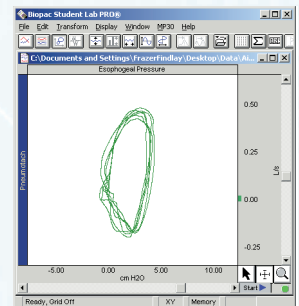 Biopac Student Lab PRO®
File Edit Transform Display Window MP30 Help
C:\Documents and Settings\FrazerFindlay\Desktop\Data\Ai...
Esophogeal Pressure
Pneumotach
0.50
0.25
L/s
0.00
-0.25
-5.00 0.00 5.00 10.00
cm H2O
Start
Ready, Grid Off XY Memory